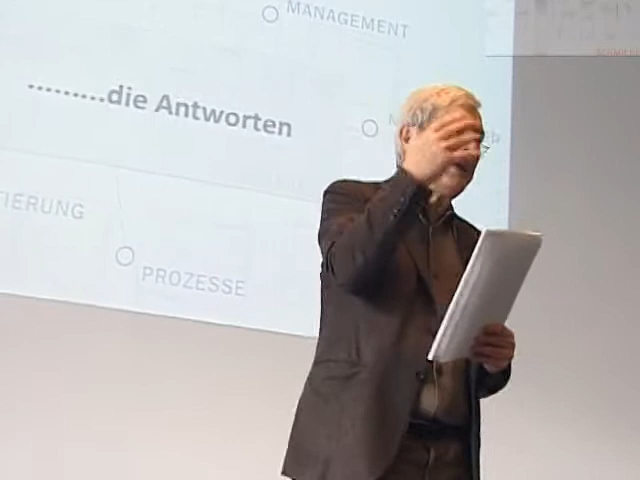 MANAGEMENT
.........die Antworten
TIERUNG
PROZESSE